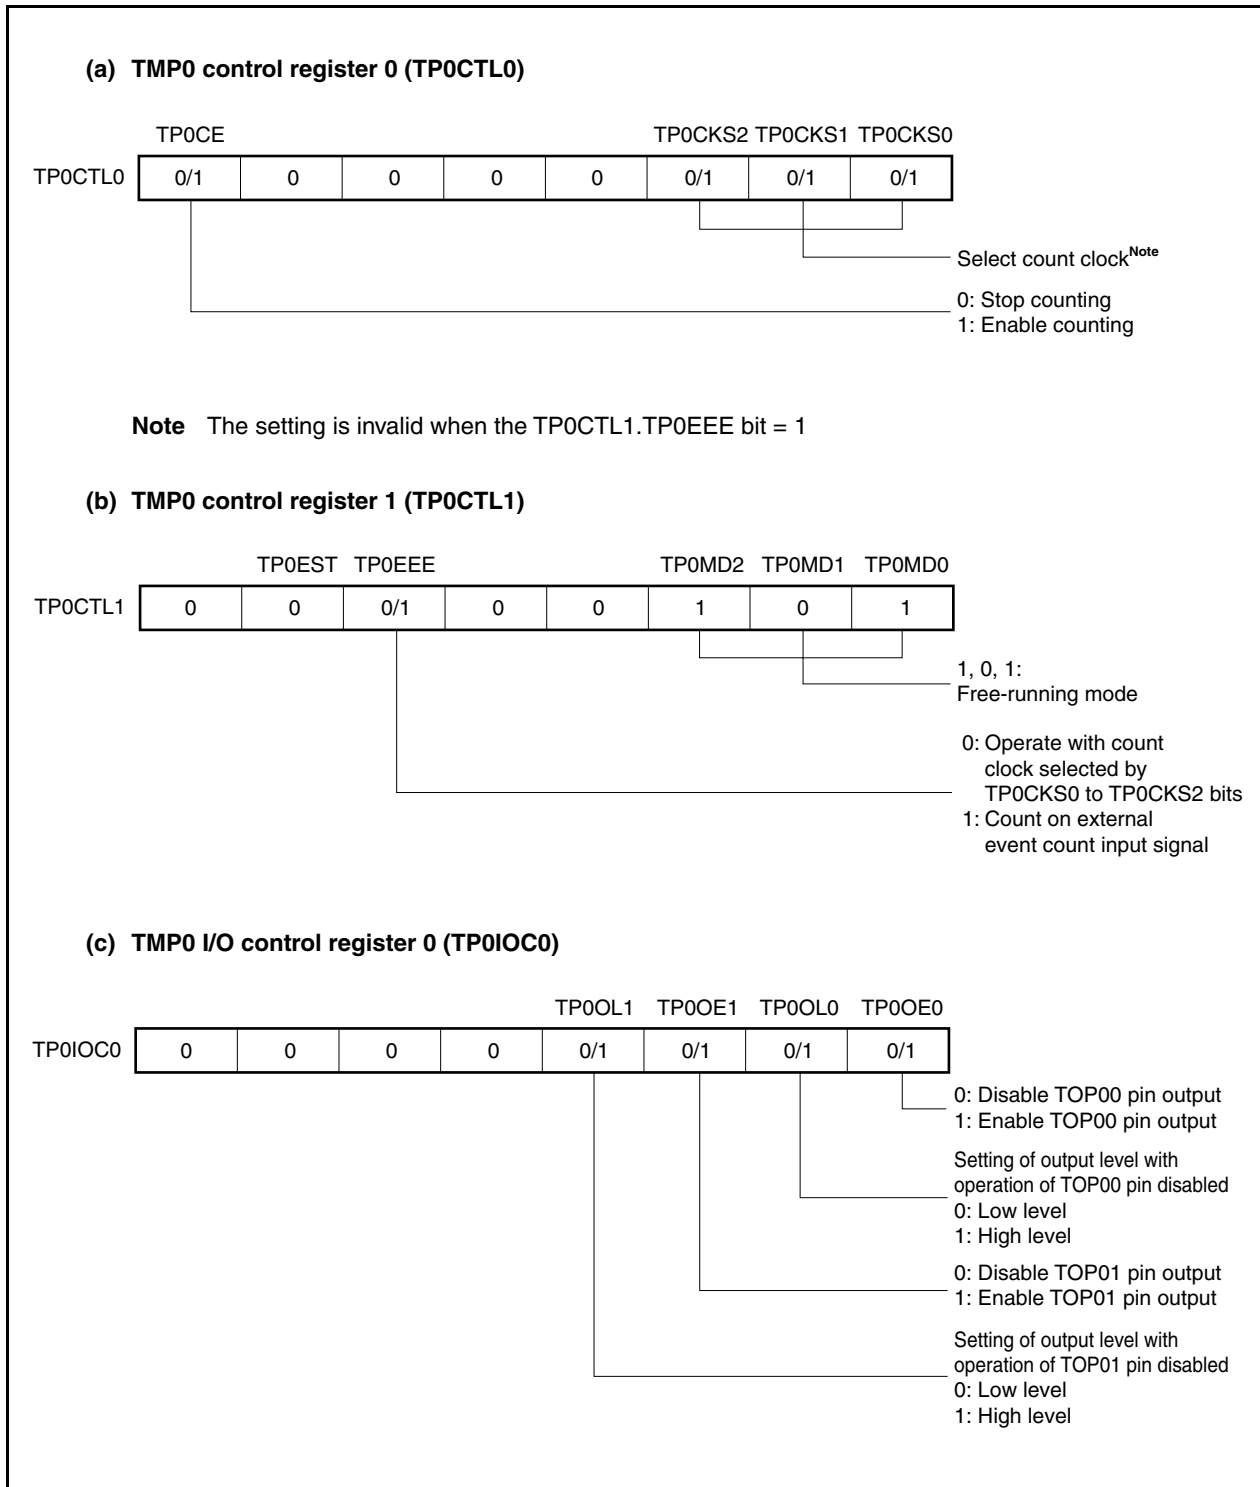 (a) TMP0 control register 0 (TP0CTL0)
TP0CE TP0CKS2 TP0CKS1 TP0CKS0
TP0CTL0 0/1 0 0 0 0 0/1 0/1 0/1
Select count clockNote
0: Stop counting
1: Enable counting
Note The setting is invalid when the TP0CTL1.TP0EEE bit = 1
(b) TMP0 control register 1 (TP0CTL1)
TP0EST TP0EEE TP0MD2 TP0MD1 TP0MD0
TP0CTL1 0 0 0/1 0 0 1 0 1
1, 0, 1:
Free-running mode
0: Operate with count
clock selected by
TP0CKS0 to TP0CKS2 bits
1: Count on external
event count input signal
(c) TMP0 I/O control register 0 (TP0IOC0)
TP0OL1 TP0OE1 TP0OL0 TP0OE0
TP0IOC0 0 0 0 0 0/1 0/1 0/1 0/1
0: Disable TOP00 pin output
1: Enable TOP00 pin output
Setting of output level with
operation of TOP00 pin disabled
0: Low level
1: High level
0: Disable TOP01 pin output
1: Enable TOP01 pin output
Setting of output level with
operation of TOP01 pin disabled
0: Low level
1: High level